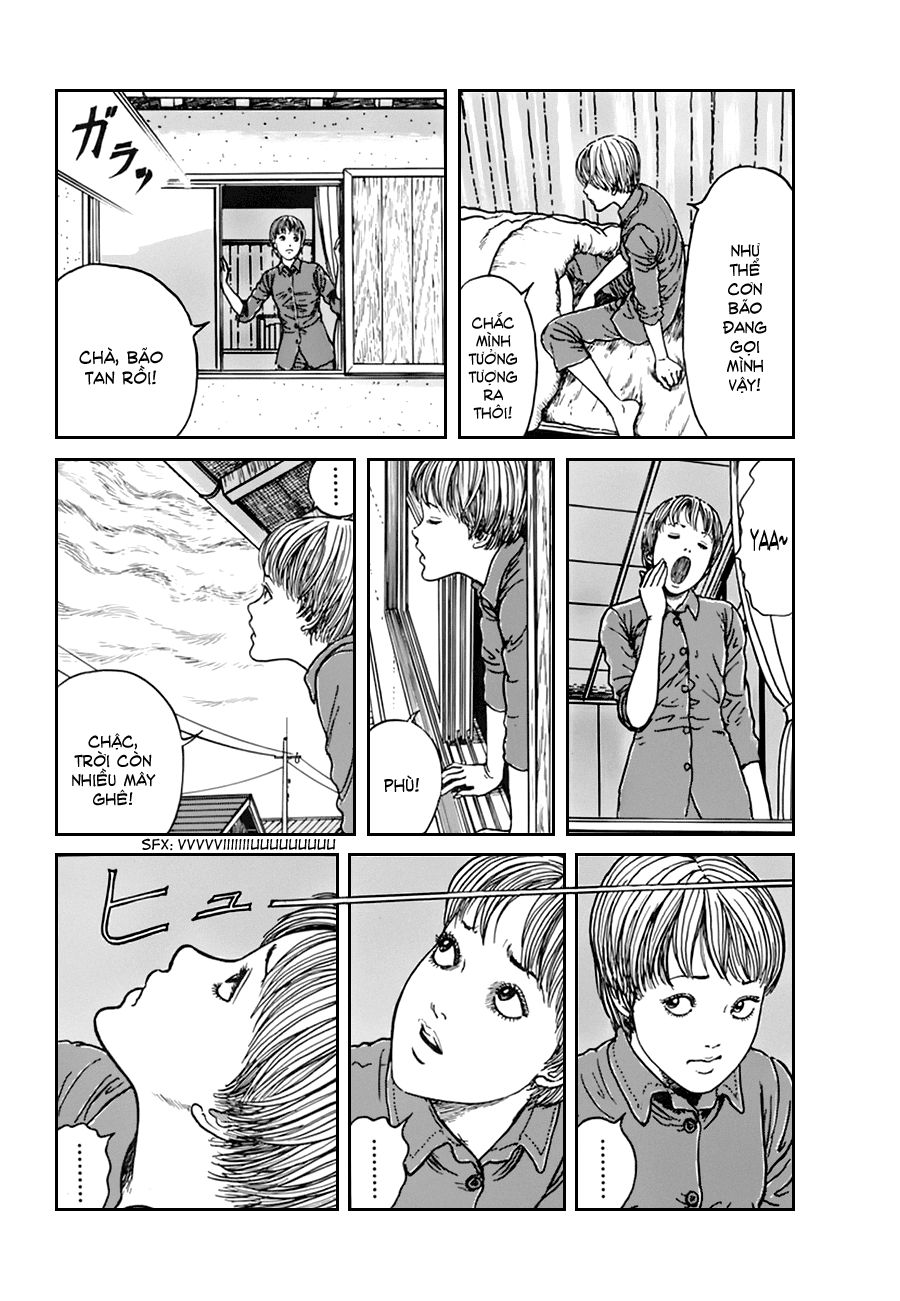 NHƯ
THỂ
CƠN
BÃO
ĐANG
GỌI
MÌNH
VẬY!
CHẮC
MÌNH
TƯỞNG
TƯỢNG
RA
THÔI!
ガラッ
CHÀ, BÃO
TAN RỒI!
YAA~
PHÙ!
......
CHẬC,
TRỜI CÒN
NHIỀU MÂY
GHÊ!
SFX: VVVVVIIIIIIIIUUUUUUUUU
ヒュー
........
........
........